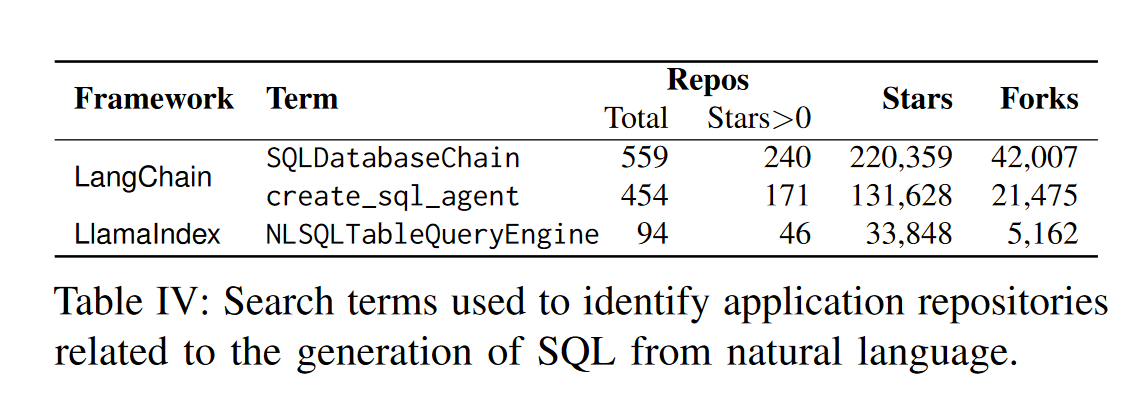 Framework Term Repos Stars Forks
Total Stars>0
LangChain SQLDatabaseChain 559 240 220,359 42,007
create_sql_agent 454 171 131,628 21,475
LlamaIndex NLSQLTableQueryEngine 94 46 33,848 5,162
Table IV: Search terms used to identify application repositories
related to the generation of SQL from natural language.